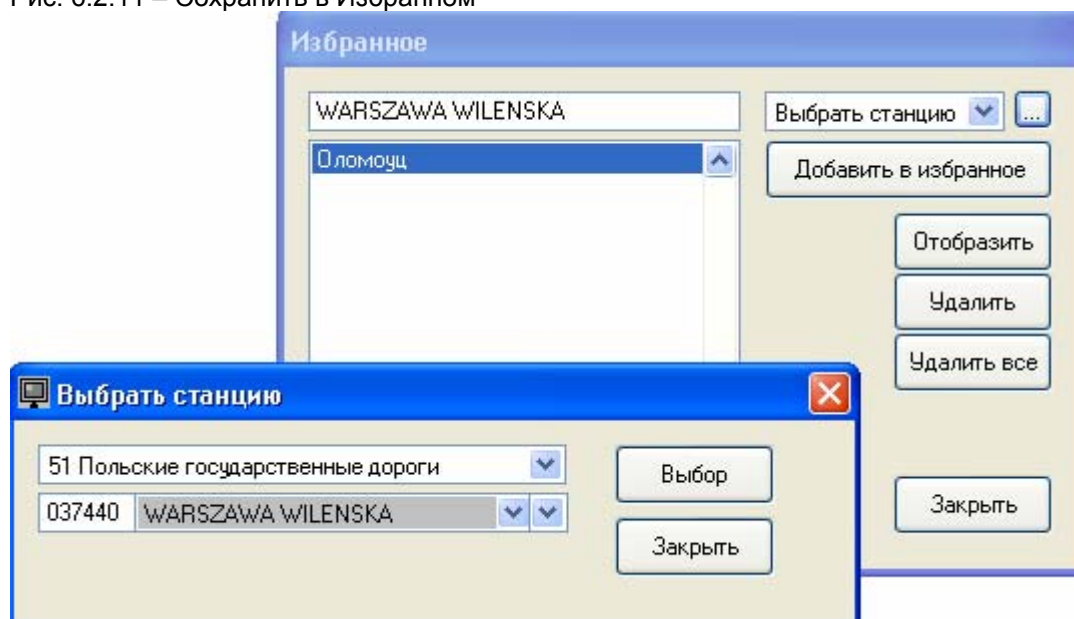 Рис. 6.2.11 – Сохранить в Избранном
Избранное
WARSZAWA WILENSKA
Выбрать станцию
...
Оломоуц
Добавить в избранное
Отобразить
Удалить
Удалить все
Закрыть
Выбрать станцию
51 Польские государственные дороги
Выбор
037440 WARSZAWA WILENSKA
Закрыть